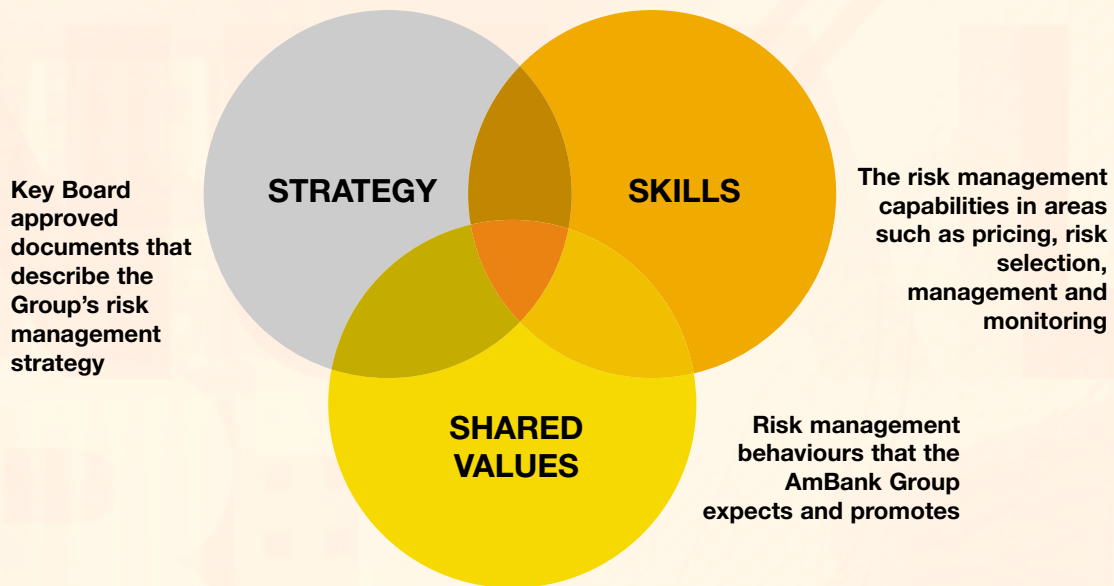 STRATEGY
SKILLS
SHARED
VALUES
Key Board
approved
documents that
describe the
Group’s risk
management
strategy
The risk management
capabilities in areas
such as pricing, risk
selection,
management and
monitoring
Risk management
behaviours that the
AmBank Group
expects and promotes